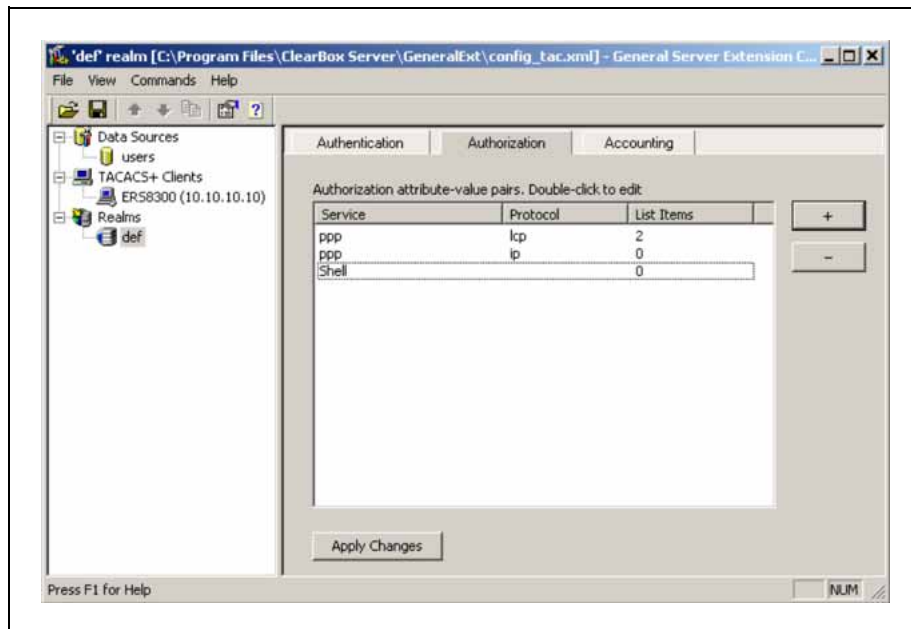 'def' realm [C:\Program Files\ClearBox Server\GeneralExt\config_tac.xml] - General Server Extension C...
File View Commands Help
Data Sources
users
TACACS+ Clients
ERS8300 (10.10.10.10)
Realms
def
Authentication Authorization Accounting
Authorization attribute-value pairs. Double-click to edit
Service Protocol List Items
ppp lcp 2
ppp ip 0
Shell 0
+
-
Apply Changes
Press F1 for Help NUM